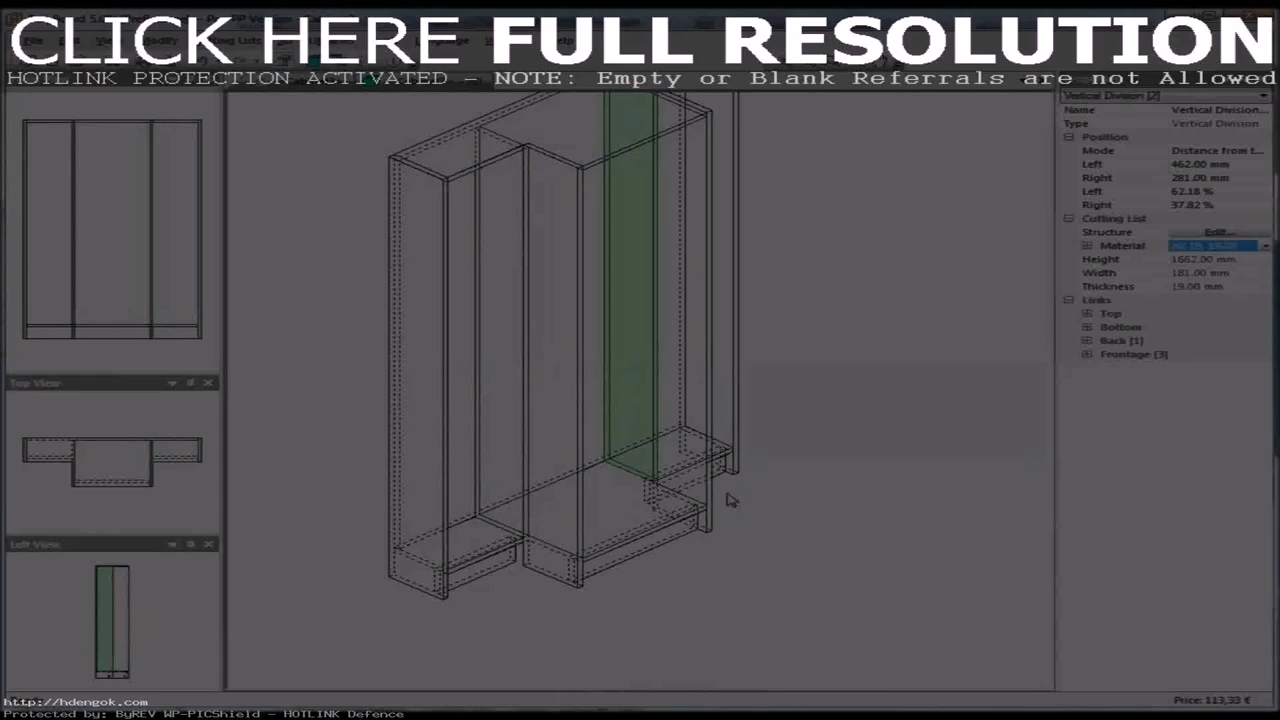 CLICK HERE FULL RESOLUTION
HOTLINK PROTECTION ACTIVATED – NOTE: Empty or Blank Referrals are not Allowed
Vertical Division [2]
Name Vertical Division...
Type Vertical Division
Position
Mode Distance from t...
Left 462.00 mm
Right 281.00 mm
Left 62.18 %
Right 37.82 %
Cutting List
Structure Edit...
Material
Height 1662.00 mm
Width 181.00 mm
Thickness 19.00 mm
Links
Top
Bottom
Back [1]
Frontage [3]
Top View
Left View
http://hdengok.com
Price: 113,33 €
Protected by: ByREV WP-PICShield – HOTLINK Defence